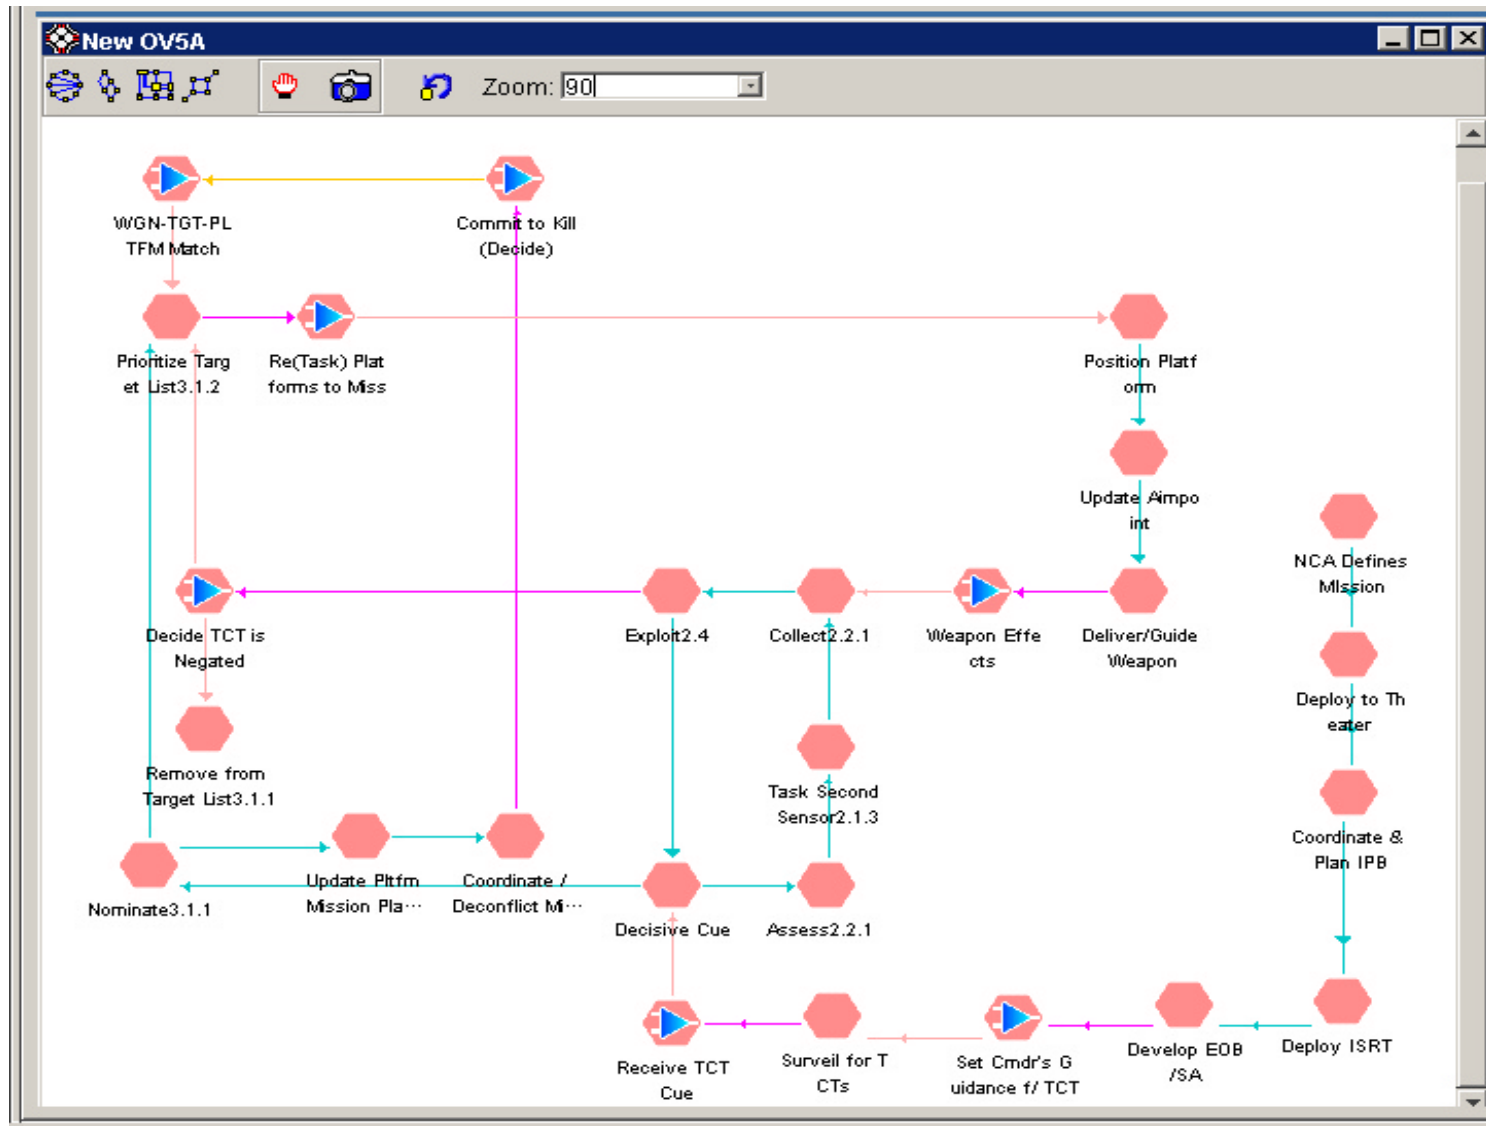 New OV5A
Zoom: 90
WGN-TGT-PL
TFM Match
Commit to Kill
(Decide)
Prioritize Targ
et List3.1.2
Re(Task) Plat
forms to Miss
Position Platf
orm
Update Aimpo
int
NCA Defines
MIssion
Decide TCT is
Negated
Exploit2.4
Collect2.2.1
Weapon Effe
cts
Deliver/Guide
Weapon
Deploy to Th
eater
Remove from
Target List3.1.1
Task Second
Sensor2.1.3
Coordinate &
Plan IPB
Nominate3.1.1
Update Pltfm
Mission Pla...
Coordinate /
Deconflict Mi...
Decisive Cue
Assess2.2.1
Receive TCT
Cue
Surveil for T
CTs
Set Cmdr's G
uidance f/ TCT
Develop EOB
/SA
Deploy ISRT